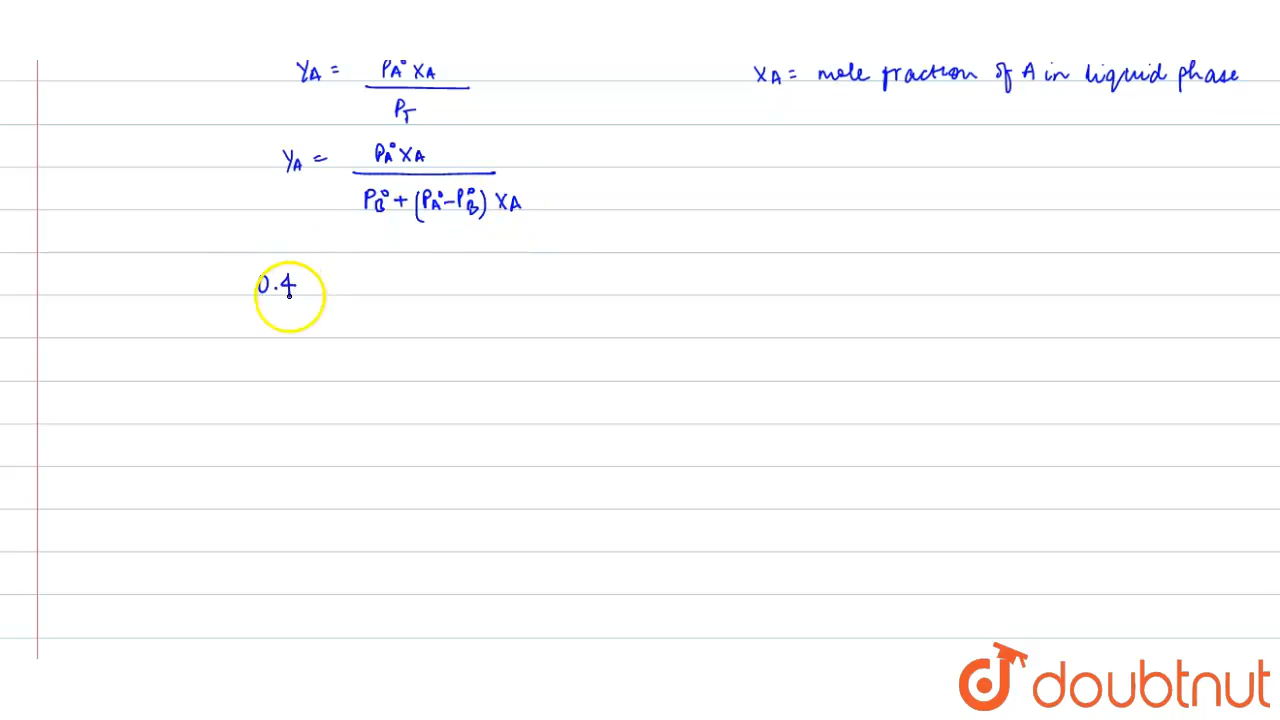 YA = PA° XA / PT
XA = mole fraction of A in liquid phase
YA = PA° XA / PB° + (PA° - PB°) XA
0.4
doubtnut